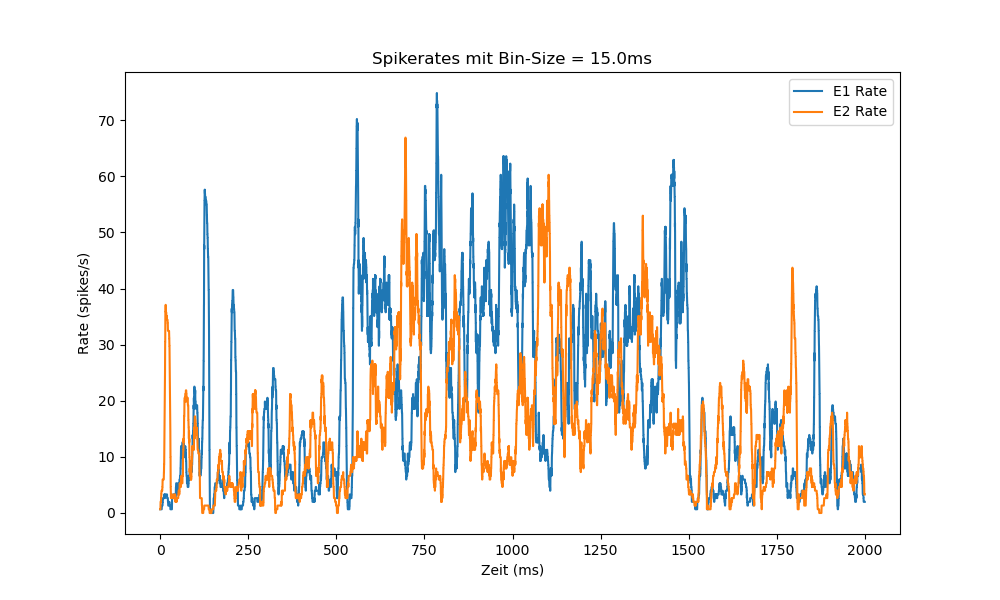 Spikerates mit Bin-Size = 15.0ms
E1 Rate
E2 Rate
Rate (spikes/s)
70
60
50
40
30
20
10
0
0 250 500 750 1000 1250 1500 1750 2000
Zeit (ms)